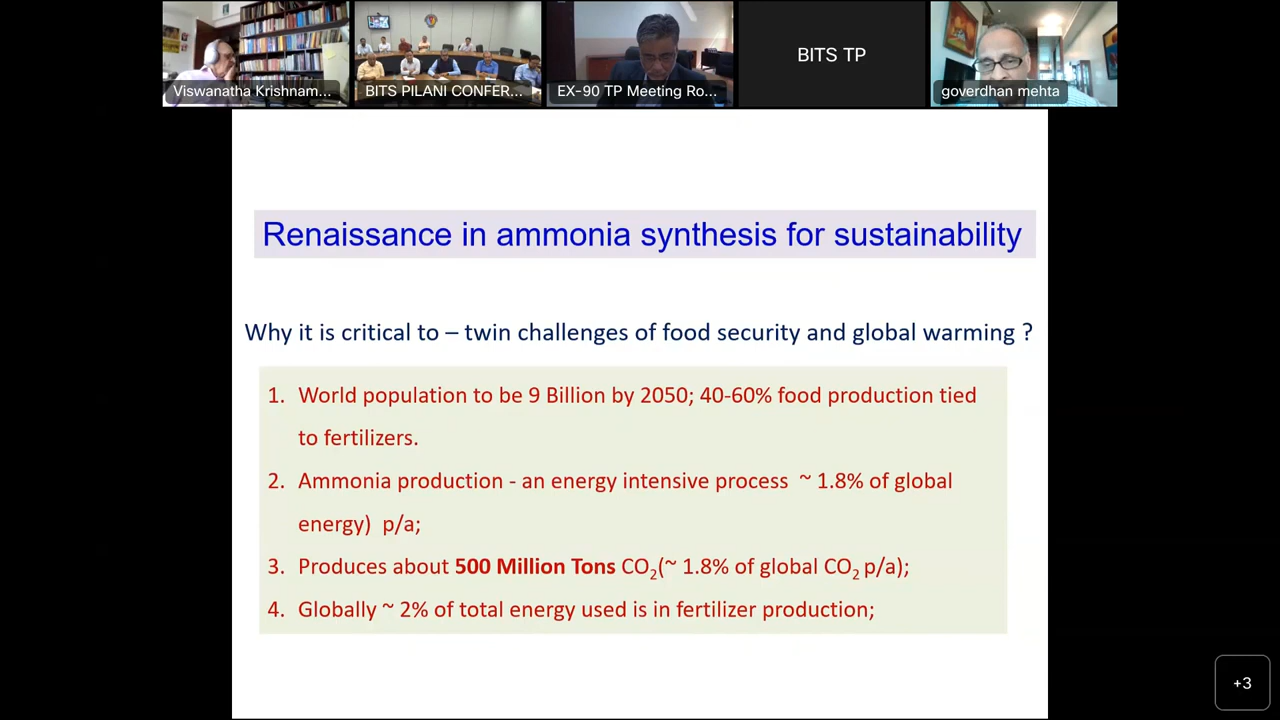 Viswanatha Krishnam...
BITS PILANI CONFER...
EX-90 TP Meeting Ro...
BITS TP
goverdhan mehta
Renaissance in ammonia synthesis for sustainability
Why it is critical to – twin challenges of food security and global warming ?
1. World population to be 9 Billion by 2050; 40-60% food production tied
to fertilizers.
2. Ammonia production - an energy intensive process ~ 1.8% of global
energy) p/a;
3. Produces about 500 Million Tons CO2(~ 1.8% of global CO2 p/a);
4. Globally ~ 2% of total energy used is in fertilizer production;
+3